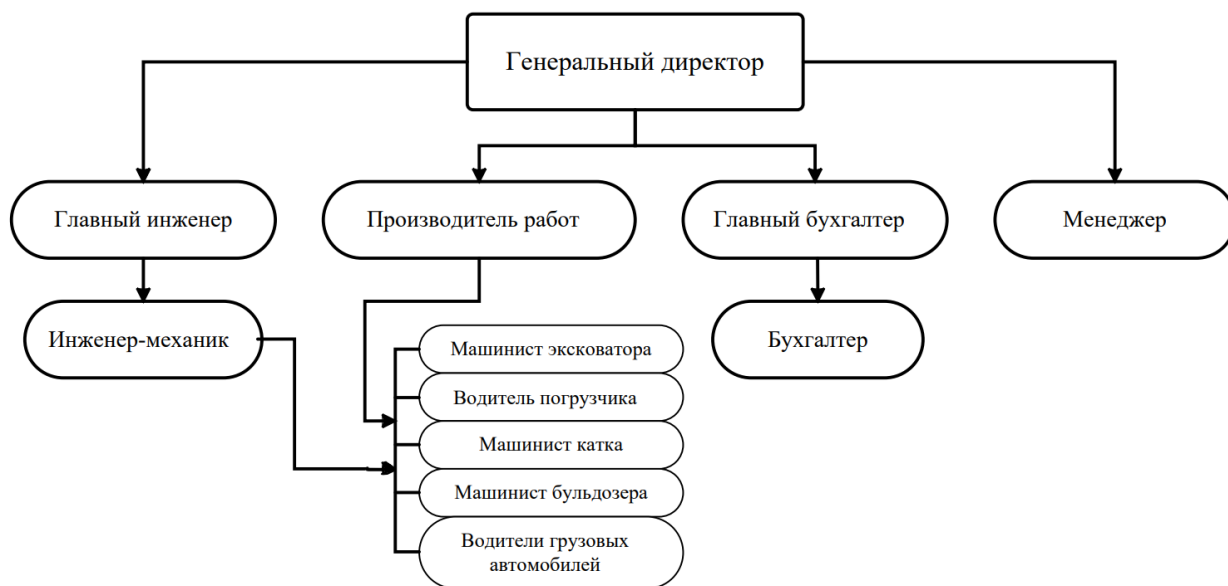 Генеральный директор
Главный инженер
Производитель работ
Главный бухгалтер
Менеджер
Инженер-механик
Бухгалтер
Машинист эксковатора
Водитель погрузчика
Машинист катка
Машинист бульдозера
Водители грузовых
автомобилей